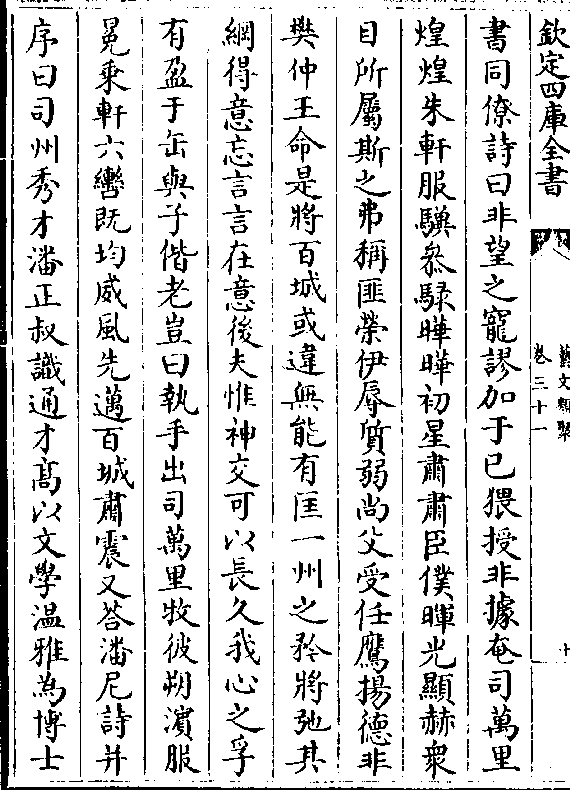 欽定四庫全書
藝文類聚
卷三十一
十
書同僚詩曰非望之寵謬加于已猥授非據奄司萬里
煌煌朱軒服驥叅騄曄曄初星肅肅臣僕暉光顯赫衆
目所屬斯之弗稱匪榮伊辱質弱尚父受任鷹揚德非
樊仲王命是將百城或違無能有匡一州之矜將弛其
綱得意忘言言在意後夫惟神交可以長久我心之孚
有盈于缶與子偕老豈曰執手出司萬里牧彼朔濵服
冕乘軒六轡既均威風先邁百城肅震又答潘尼詩并
序曰司州秀才潘正叔識通才髙以文學温雅為博士